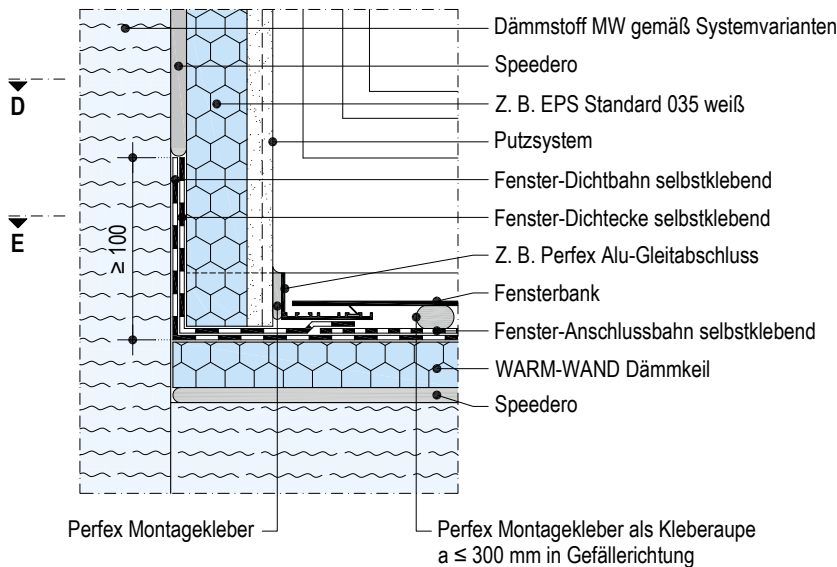 Dämmstoff MW gemäß Systemvarianten
Speedero
D
Z. B. EPS Standard 035 weiß
Putzsystem
Fenster-Dichtbahn selbstklebend
E
Fenster-Dichtecke selbstklebend
≥ 100
Z. B. Perfex Alu-Gleitabschluss
Fensterbank
Fenster-Anschlussbahn selbstklebend
WARM-WAND Dämmkeil
Speedero
Perfex Montagekleber
Perfex Montagekleber als Kleberaupe
a ≤ 300 mm in Gefällerichtung